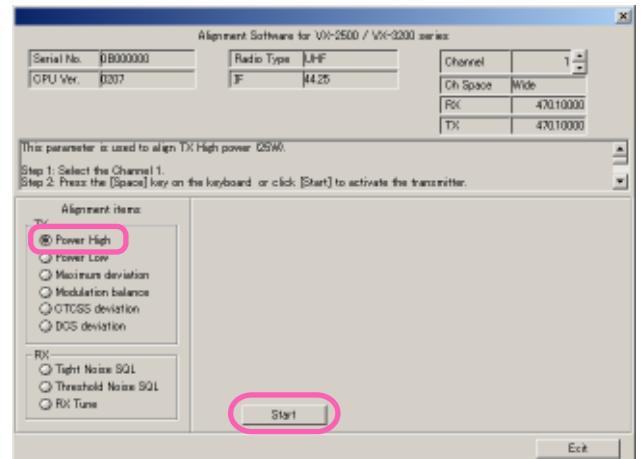 Alignment Software for VX-2500 / VX-3200 series
Serial No. 0B000000
Radio Type UHF
Channel 1
CPU Ver. 0207
IF 44.25
Ch Space Wide
RX 470.10000
TX 470.10000
This parameter is used to align TX High power (25W).
Step 1: Select the Channel 1.
Step 2: Press the [Space] key on the keyboard or click [Start] to activate the transmitter.
Alignment items
TX
Power High
Power Low
Maximum deviation
Modulation balance
CTCSS deviation
DCS deviation
RX
Tight Noise SQL
Threshold Noise SQL
RX Tune
Start
Exit